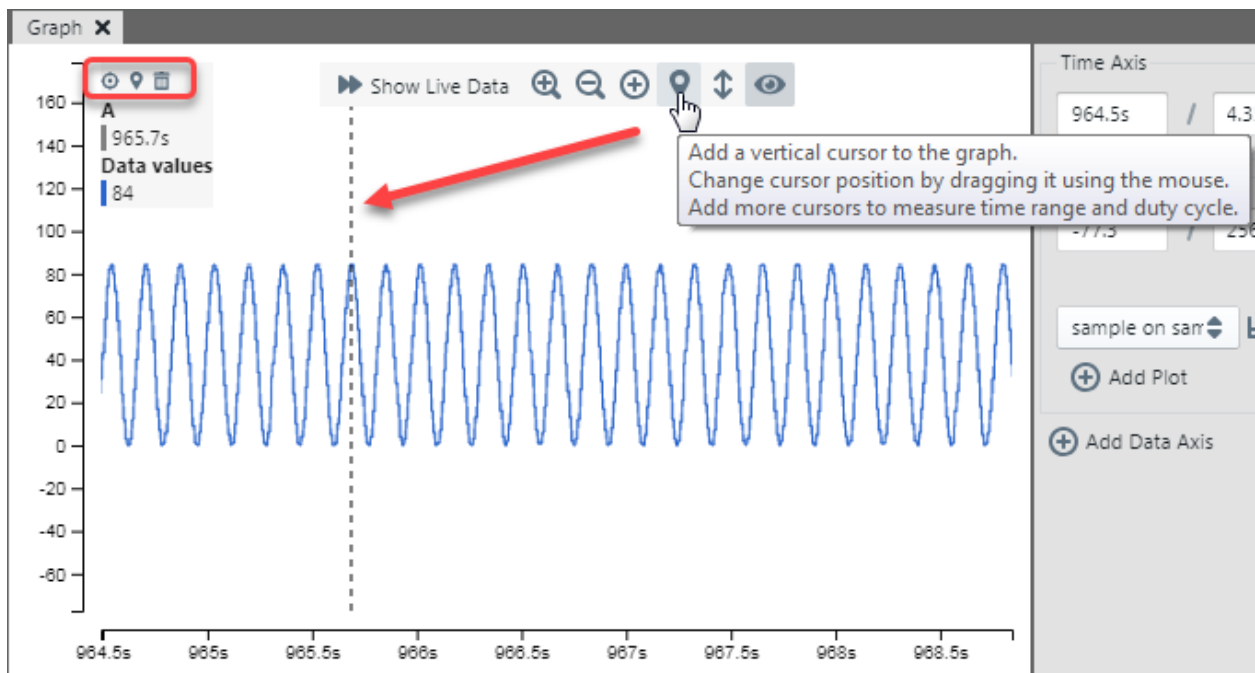 Graph
Show Live Data
A
965.7s
Data values
84
Add a vertical cursor to the graph.
Change cursor position by dragging it using the mouse.
Add more cursors to measure time range and duty cycle.
160
140
120
100
80
60
40
20
0
-20
-40
-60
964.5s 965s 965.5s 966s 966.5s 967s 967.5s 968s 968.5s
Time Axis
964.5s / 4.3
-77.3 / 256
sample on sam
Add Plot
Add Data Axis